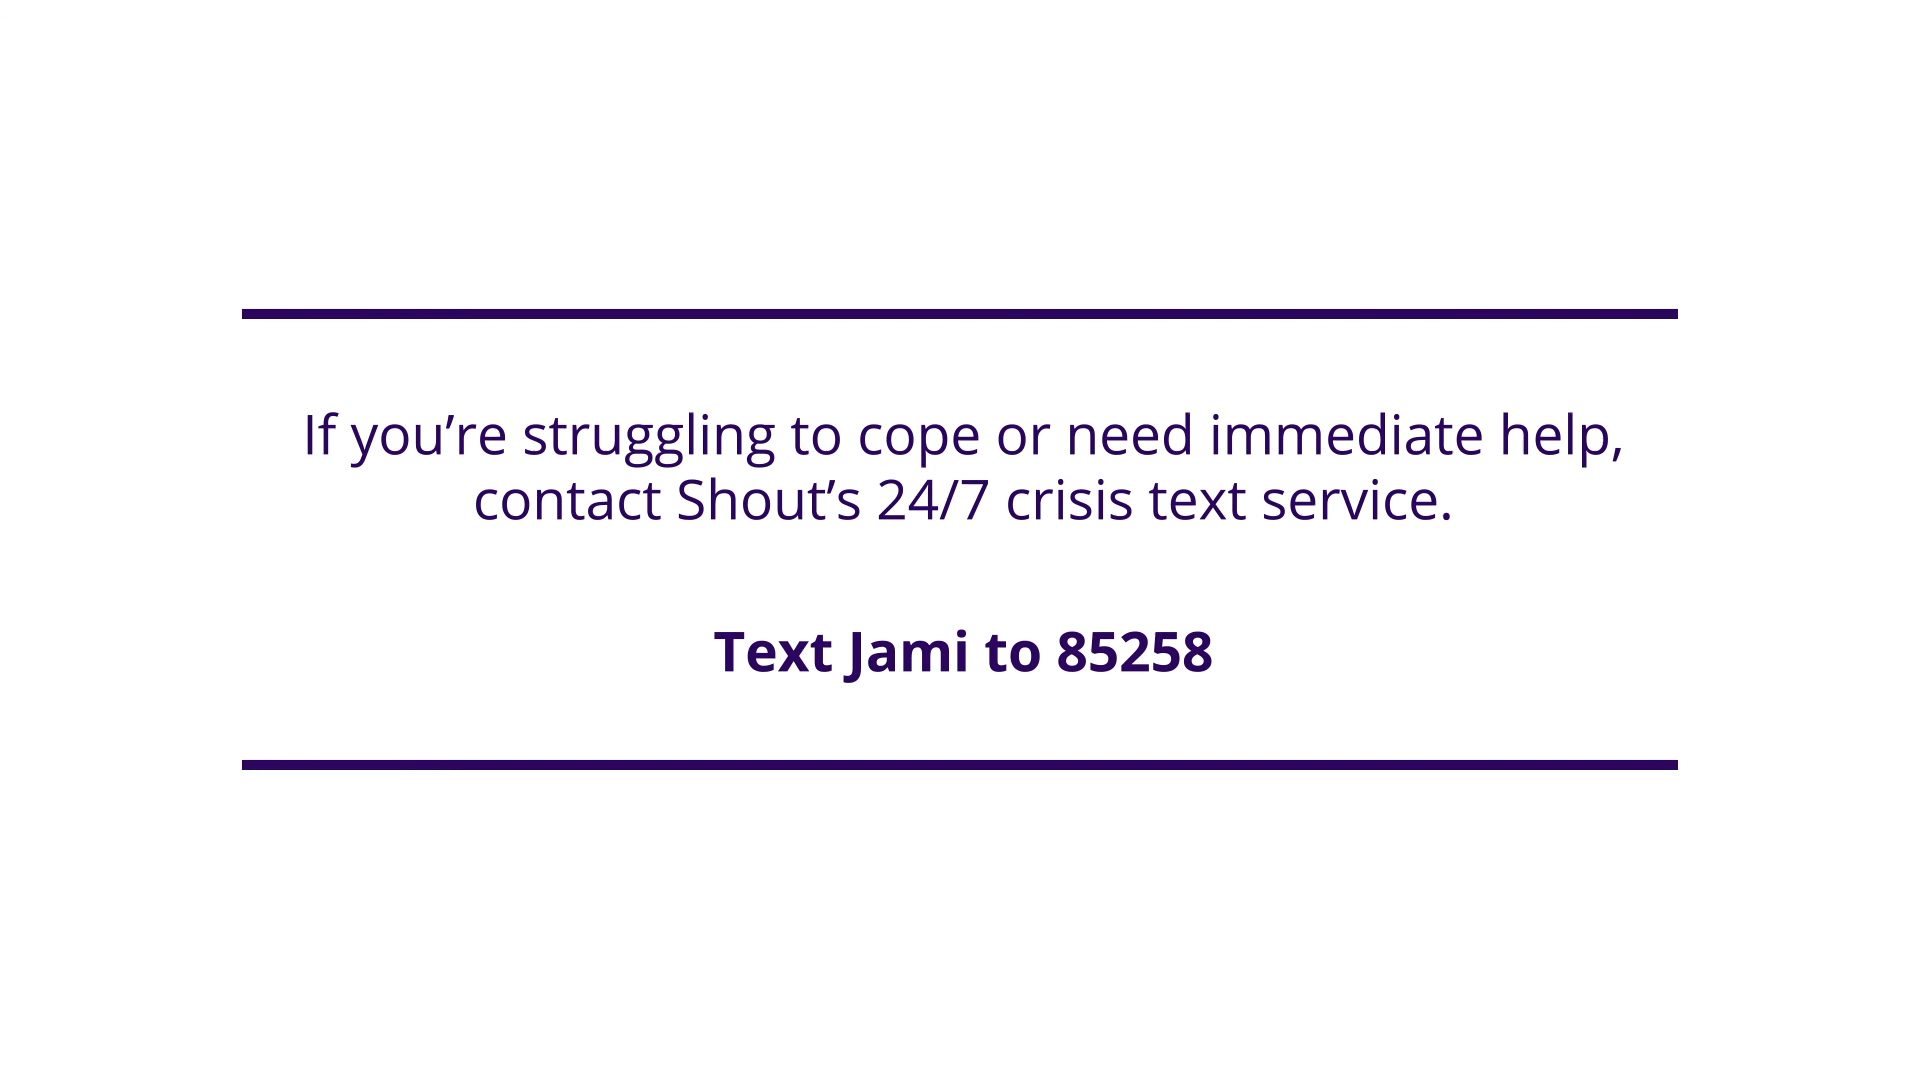 If you’re struggling to cope or need immediate help,
contact Shout’s 24/7 crisis text service.
Text Jami to 85258